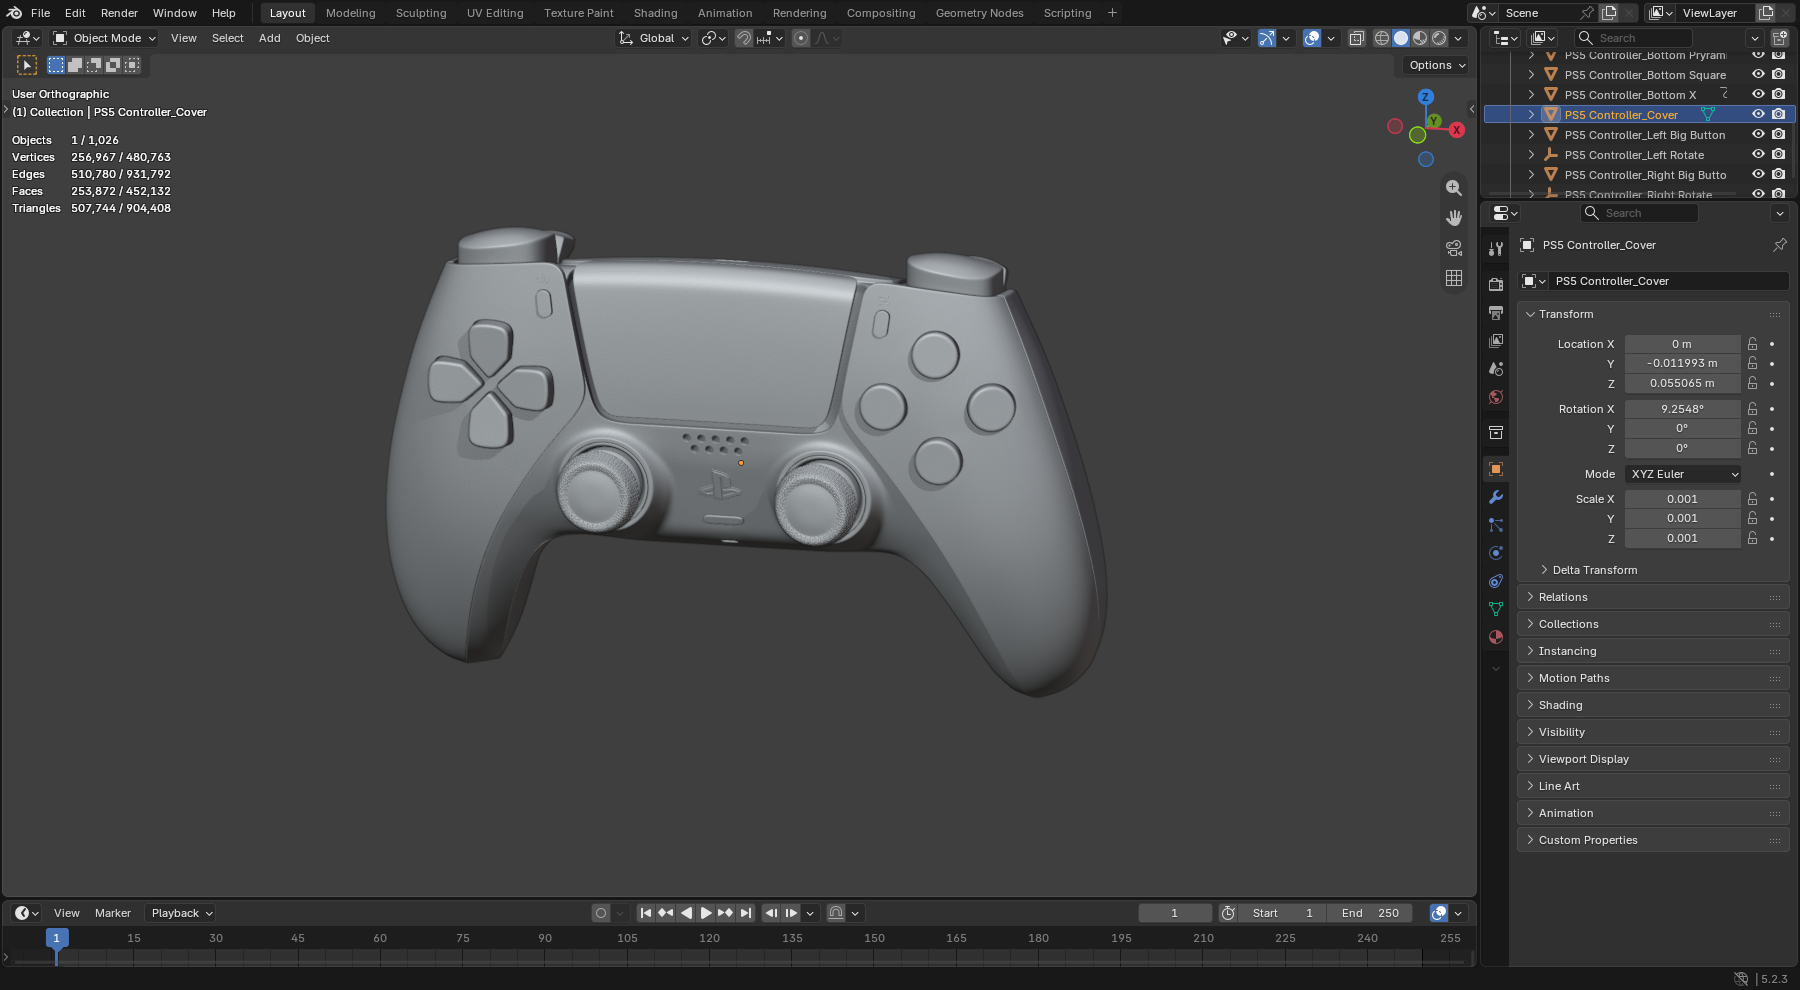 File Edit Render Window Help Layout Modeling Sculpting UV Editing Texture Paint Shading Animation Rendering Compositing Geometry Nodes Scripting + Scene ViewLayer
Object Mode View Select Add Object Global Search
Options
User Orthographic
(1) Collection | PS5 Controller_Cover
Objects 1 / 1,026
Vertices 256,967 / 480,763
Edges 510,780 / 931,792
Faces 253,872 / 452,132
Triangles 507,744 / 904,408
Z
Y
X
PS5 Controller_Bottom Pryram
PS5 Controller_Bottom Square
PS5 Controller_Bottom X
PS5 Controller_Cover
PS5 Controller_Left Big Button
PS5 Controller_Left Rotate
PS5 Controller_Right Big Butto
PS5 Controller_Right Rotate
Search
PS5 Controller_Cover
PS5 Controller_Cover
Transform
Location X 0 m
Y -0.011993 m
Z 0.055065 m
Rotation X 9.2548°
Y 0°
Z 0°
Mode XYZ Euler
Scale X 0.001
Y 0.001
Z 0.001
Delta Transform
Relations
Collections
Instancing
Motion Paths
Shading
Visibility
Viewport Display
Line Art
Animation
Custom Properties
View Marker Playback 1 Start 1 End 250
1 15 30 45 60 75 90 105 120 135 150 165 180 195 210 225 240 255
5.2.3